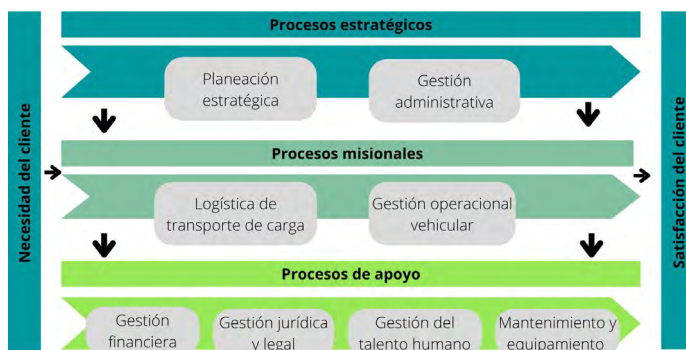 Procesos estratégicos
Planeación
estratégica
Gestión
administrativa
Necesidad del cliente
Procesos misionales
Logística de
transporte de carga
Gestión operacional
vehicular
Satisfacción del cliente
Procesos de apoyo
Gestión
financiera
Gestión jurídica
y legal
Gestión del
talento humano
Mantenimiento y
equipamiento